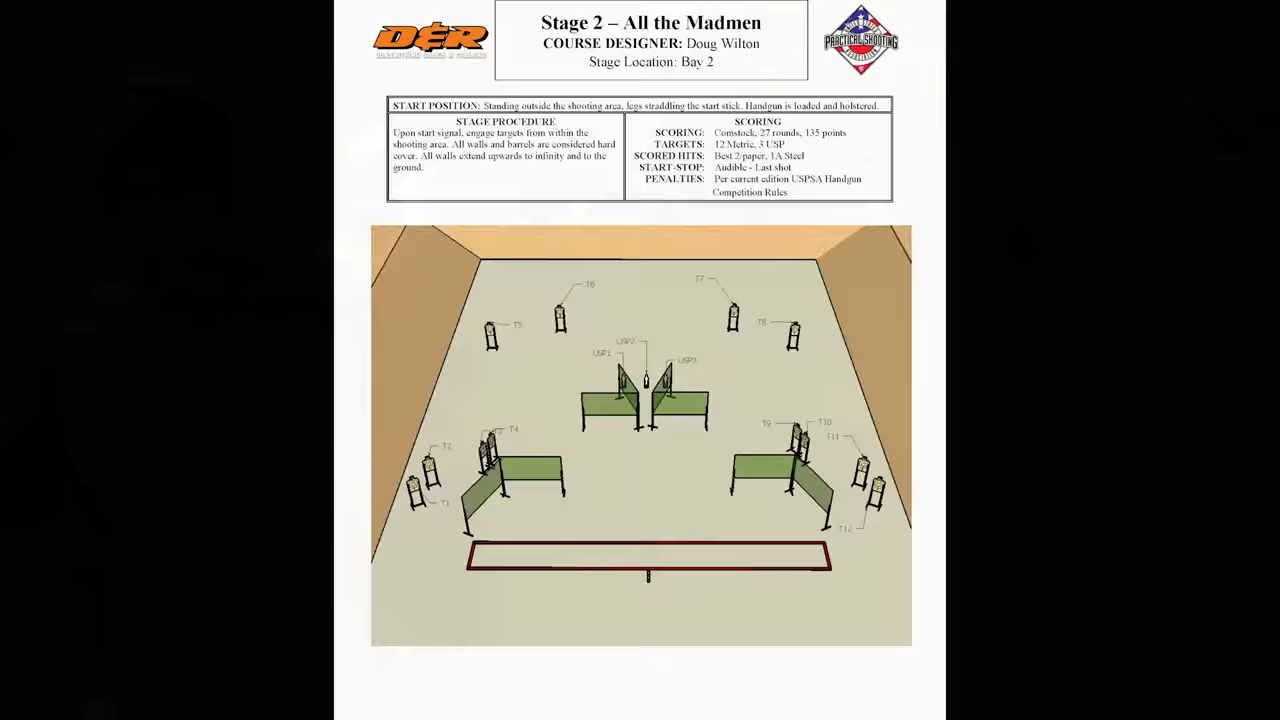 Stage 2 – All the Madmen
D&R
COURSE DESIGNER: Doug Wilton
PRACTICAL SHOOTING
ASSOCIATION
Stage Location: Bay 2
START POSITION: Standing outside the shooting area, legs straddling the start stick. Handgun is loaded and holstered.
STAGE PROCEDURE
Upon start signal, engage targets from within the
shooting area. All walls and barrels are considered hard
cover. All walls extend upwards to infinity and to the
ground.
SCORING
SCORING: Comstock, 27 rounds, 135 points
TARGETS: 12 Metric, 3 USP
SCORED HITS: Best 2/paper, 1A Steel
START-STOP: Audible - Last shot
PENALTIES: Per current edition USPSA Handgun
Competition Rules
T6
T7
T5
T8
USP2
USP1
USP3
T4
T9
T10
T2
T11
T1
T12